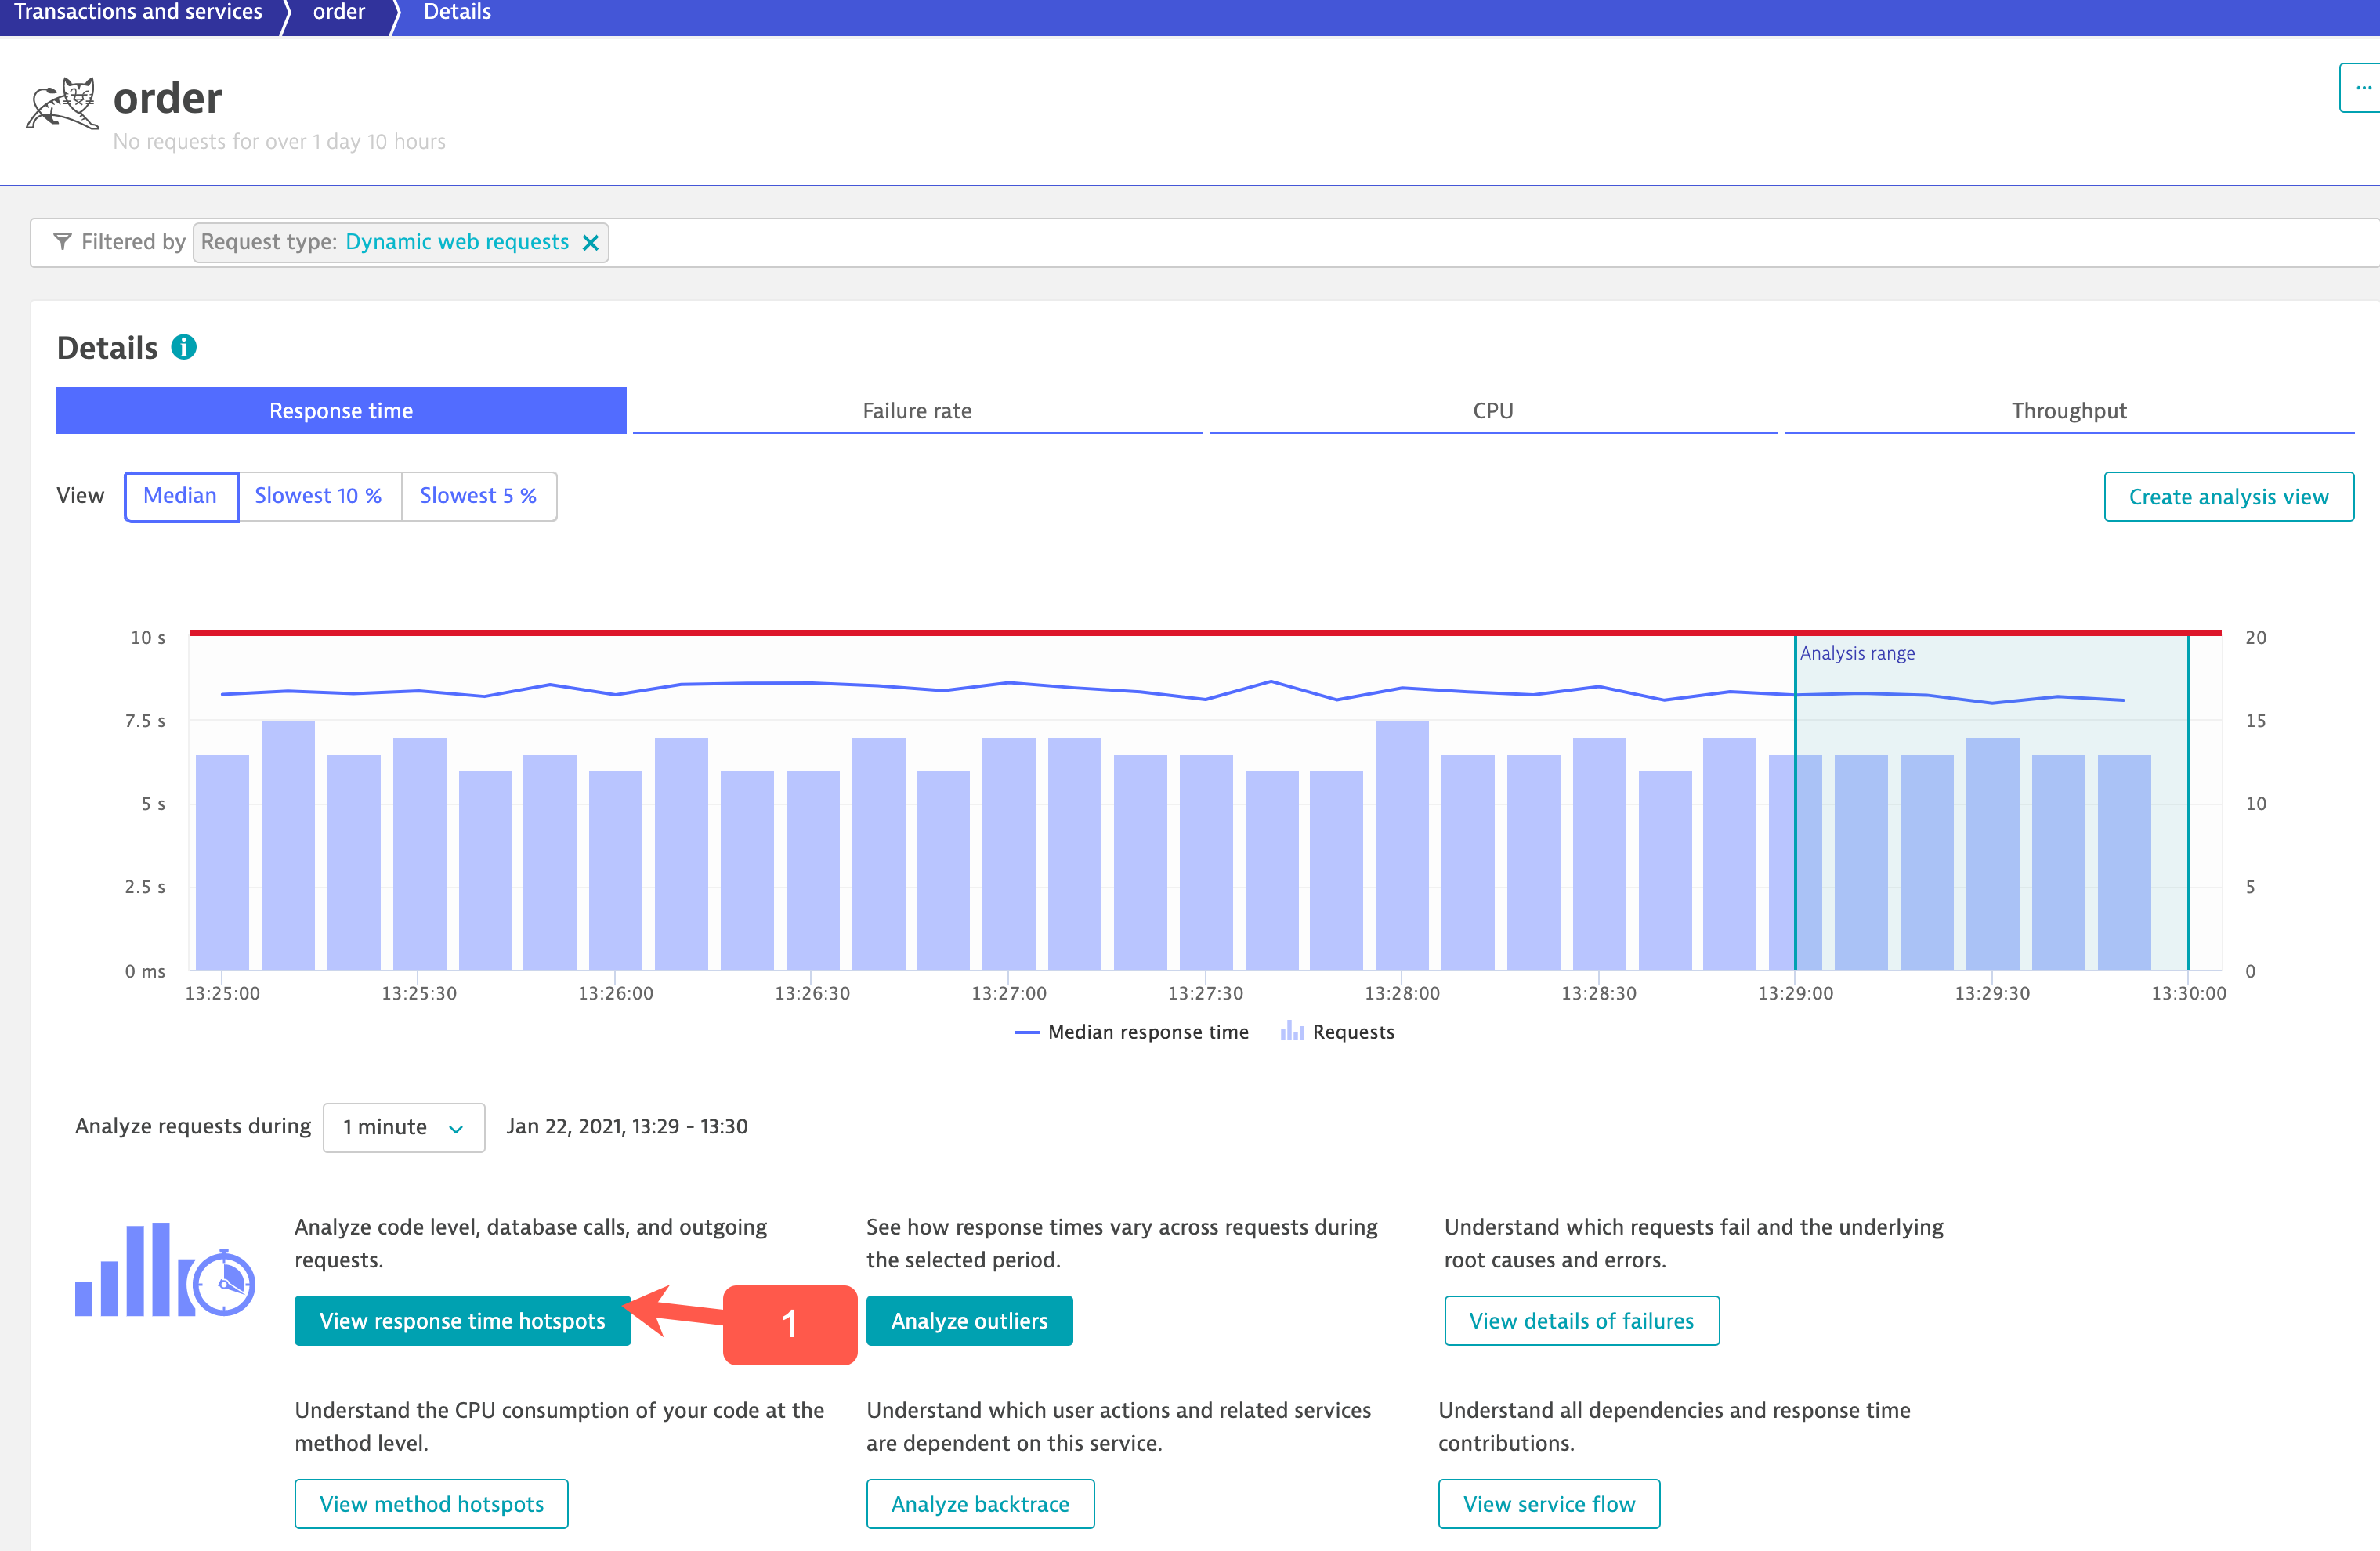 Transactions and services order Details
order
...
No requests for over 1 day 10 hours
Filtered by Request type: Dynamic web requests
Details
Response time Failure rate CPU Throughput
View Median Slowest 10 % Slowest 5 % Create analysis view
10 s 20
Analysis range
7.5 s 15
5 s 10
2.5 s 5
0 ms 0
13:25:00 13:25:30 13:26:00 13:26:30 13:27:00 13:27:30 13:28:00 13:28:30 13:29:00 13:29:30 13:30:00
Median response time Requests
Analyze requests during 1 minute Jan 22, 2021, 13:29 - 13:30
Analyze code level, database calls, and outgoing
requests.
View response time hotspots
1
See how response times vary across requests during
the selected period.
Analyze outliers
Understand which requests fail and the underlying
root causes and errors.
View details of failures
Understand the CPU consumption of your code at the
method level.
View method hotspots
Understand which user actions and related services
are dependent on this service.
Analyze backtrace
Understand all dependencies and response time
contributions.
View service flow